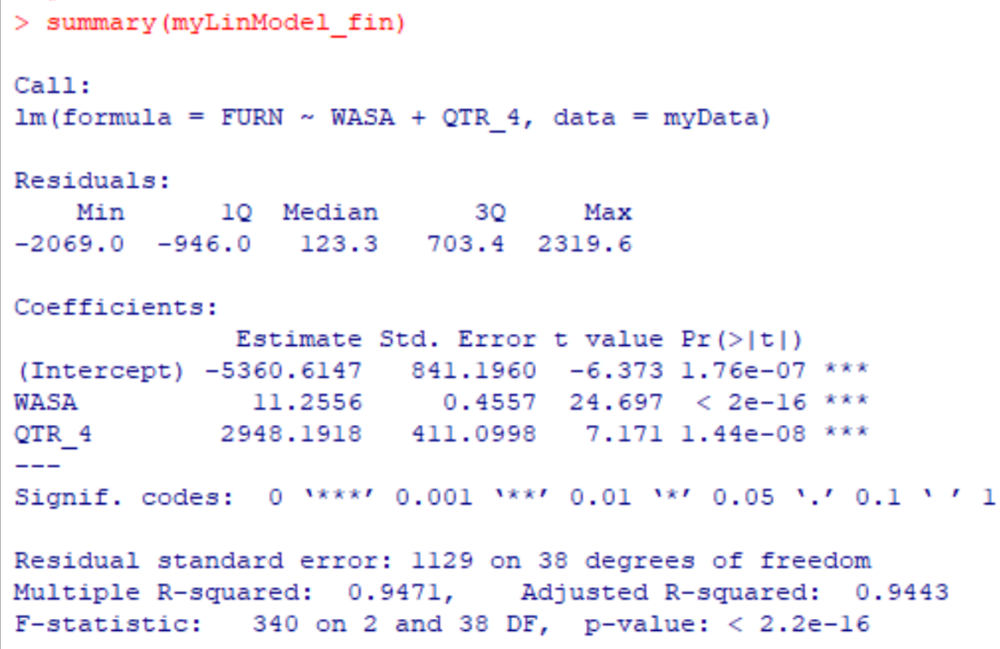 > summary(myLinModel_fin)
Call:
lm(formula = FURN ~ WASA + QTR_4, data = myData)
Residuals:
    Min      1Q  Median      3Q     Max
-2069.0  -946.0   123.3   703.4  2319.6
Coefficients:
             Estimate Std. Error t value Pr(>|t|)
(Intercept) -5360.6147   841.1960  -6.373 1.76e-07 ***
WASA           11.2556     0.4557  24.697  < 2e-16 ***
QTR_4        2948.1918   411.0998   7.171 1.44e-08 ***
---
Signif. codes:  0 ‘***’ 0.001 ‘**’ 0.01 ‘*’ 0.05 ‘.’ 0.1 ‘ ’ 1
Residual standard error: 1129 on 38 degrees of freedom
Multiple R-squared:  0.9471,    Adjusted R-squared:  0.9443
F-statistic:   340 on 2 and 38 DF,  p-value: < 2.2e-16